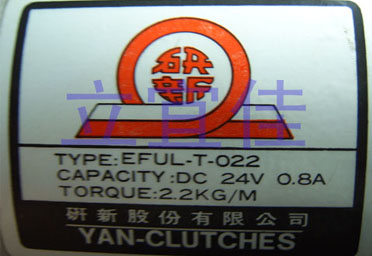 研新
立宜佳
TYPE:EFUL-T-022
CAPACITY:DC 24V 0.8A
TORQUE:2.2KG/M
研新股份有限公司
YAN-CLUTCHES